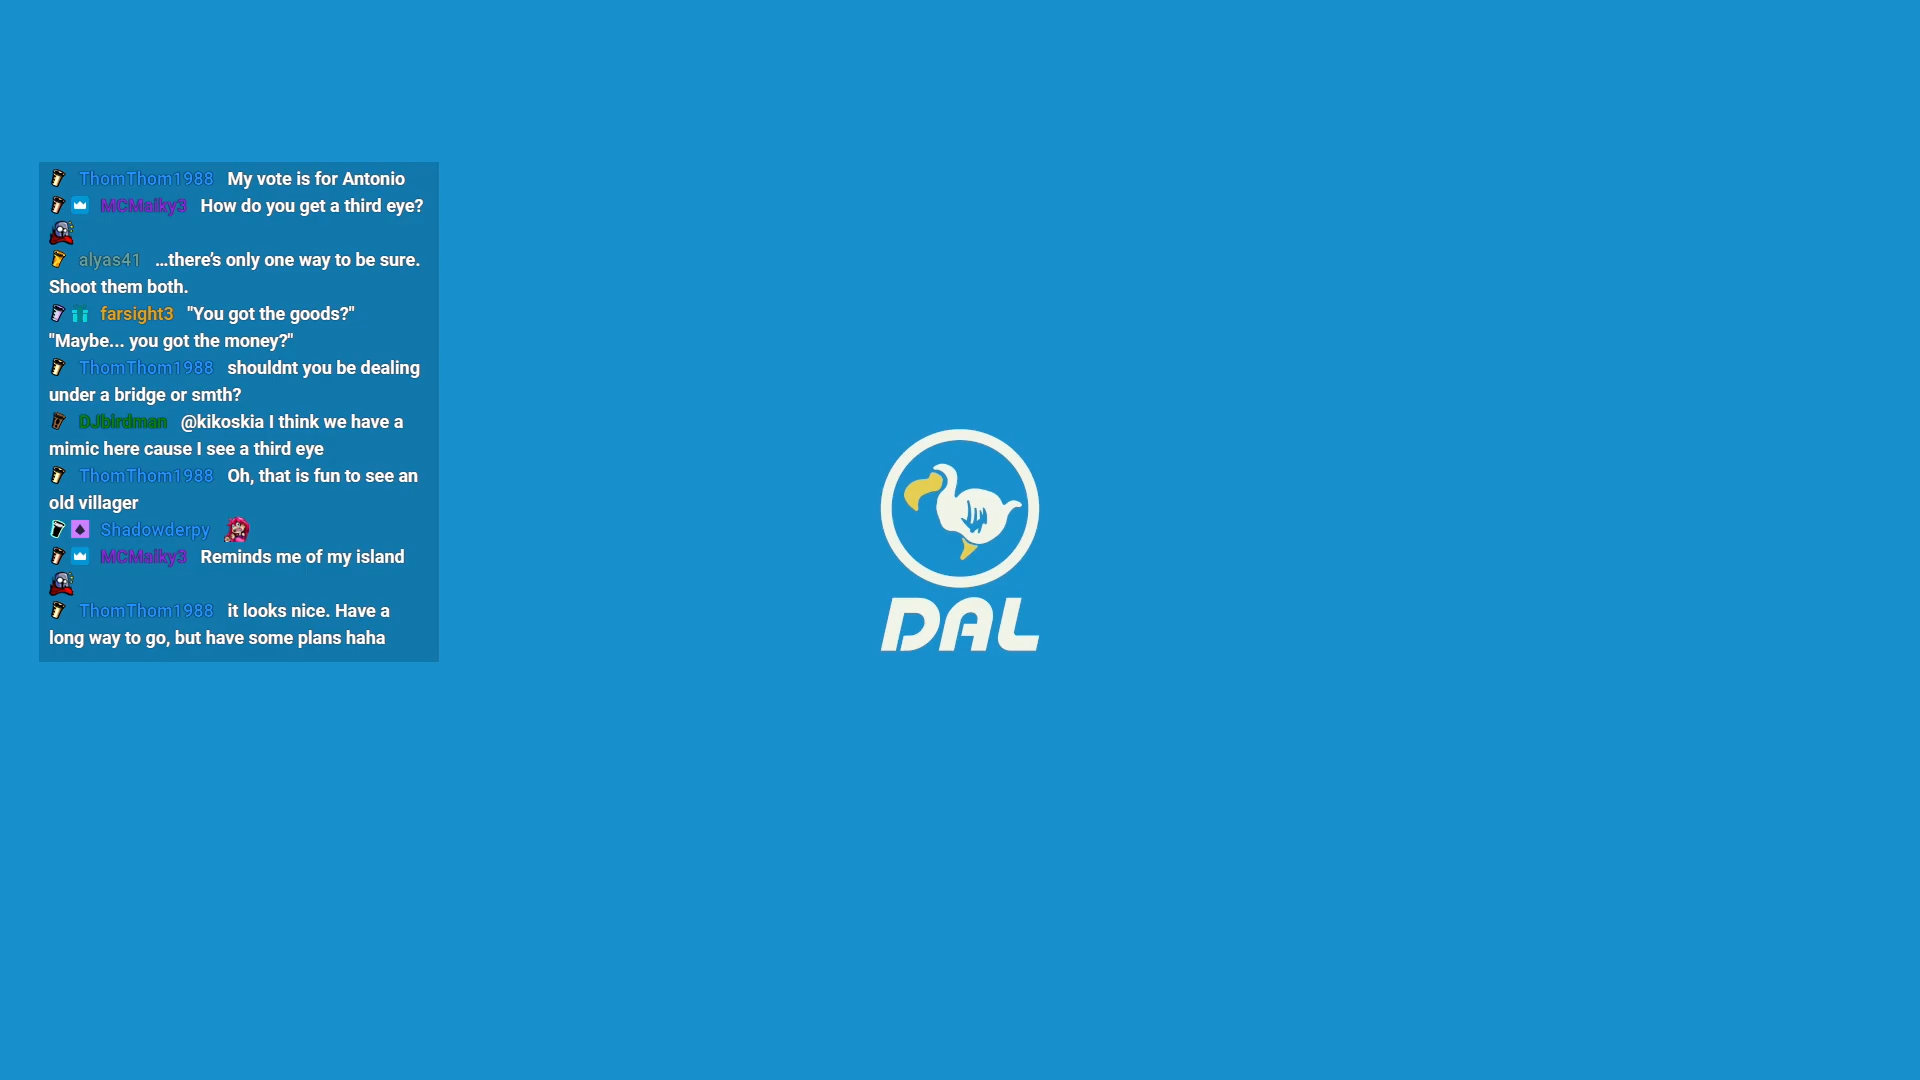 ThomThom1988 My vote is for Antonio
MCMaiky3 How do you get a third eye?
alyas41 …there's only one way to be sure.
Shoot them both.
farsight3 "You got the goods?"
"Maybe... you got the money?"
ThomThom1988 shouldnt you be dealing
under a bridge or smth?
DJbirdman @kikoskia I think we have a
mimic here cause I see a third eye
ThomThom1988 Oh, that is fun to see an
old villager
Shadowderpy
MCMaiky3 Reminds me of my island
ThomThom1988 it looks nice. Have a
long way to go, but have some plans haha
DAL